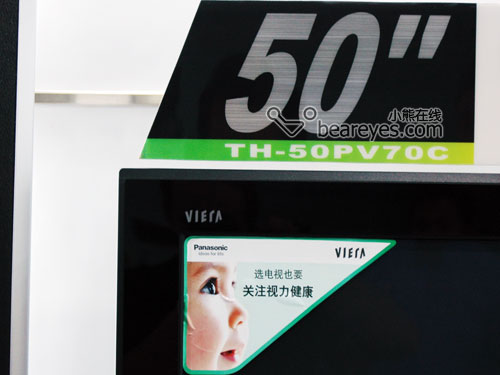 50"
小熊在线
beareyes.com
TH-50PV70C
VIERA
Panasonic
ideas for life
VIERA
选电视也要
关注视力健康